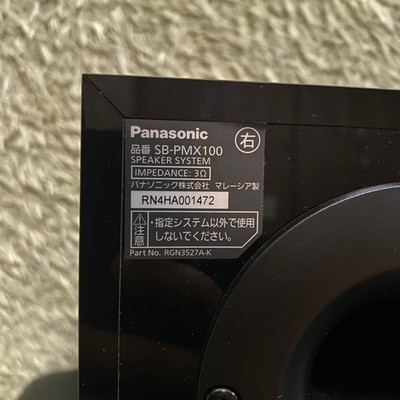 Panasonic
右
品番 SB-PMX100
SPEAKER SYSTEM
IMPEDANCE: 3Ω
パナソニック株式会社 マレーシア製
RN4HA001472
注意
・指定システム以外で使用
しないでください。
Part No. RGN3527A-K